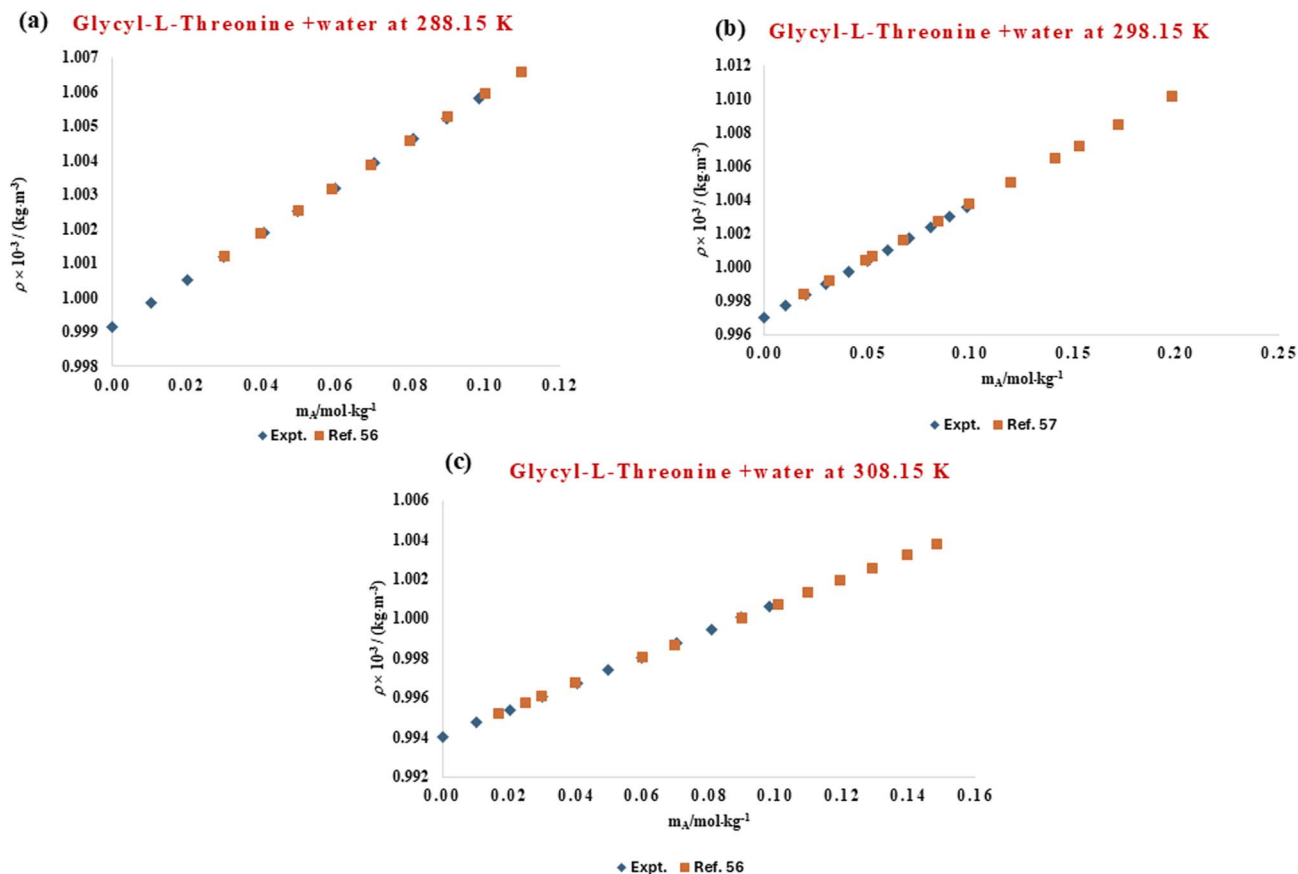 (a)
Glycyl-L-Threonine +water at 288.15 K
1.007
1.006
1.005
1.004
1.003
1.002
1.001
1.000
0.999
0.998
ρ × 10⁻³ / (kg·m⁻³)
0.00 0.02 0.04 0.06 0.08 0.10 0.12
m_A/mol·kg⁻¹
Expt. Ref. 56
(b)
Glycyl-L-Threonine +water at 298.15 K
1.012
1.010
1.008
1.006
1.004
1.002
1.000
0.998
0.996
ρ × 10⁻³ / (kg·m⁻³)
0.00 0.05 0.10 0.15 0.20 0.25
m_A/mol·kg⁻¹
Expt. Ref. 57
(c)
Glycyl-L-Threonine +water at 308.15 K
1.006
1.004
1.002
1.000
0.998
0.996
0.994
0.992
ρ × 10⁻³ / (kg·m⁻³)
0.00 0.02 0.04 0.06 0.08 0.10 0.12 0.14 0.16
m_A/mol·kg⁻¹
Expt. Ref. 56